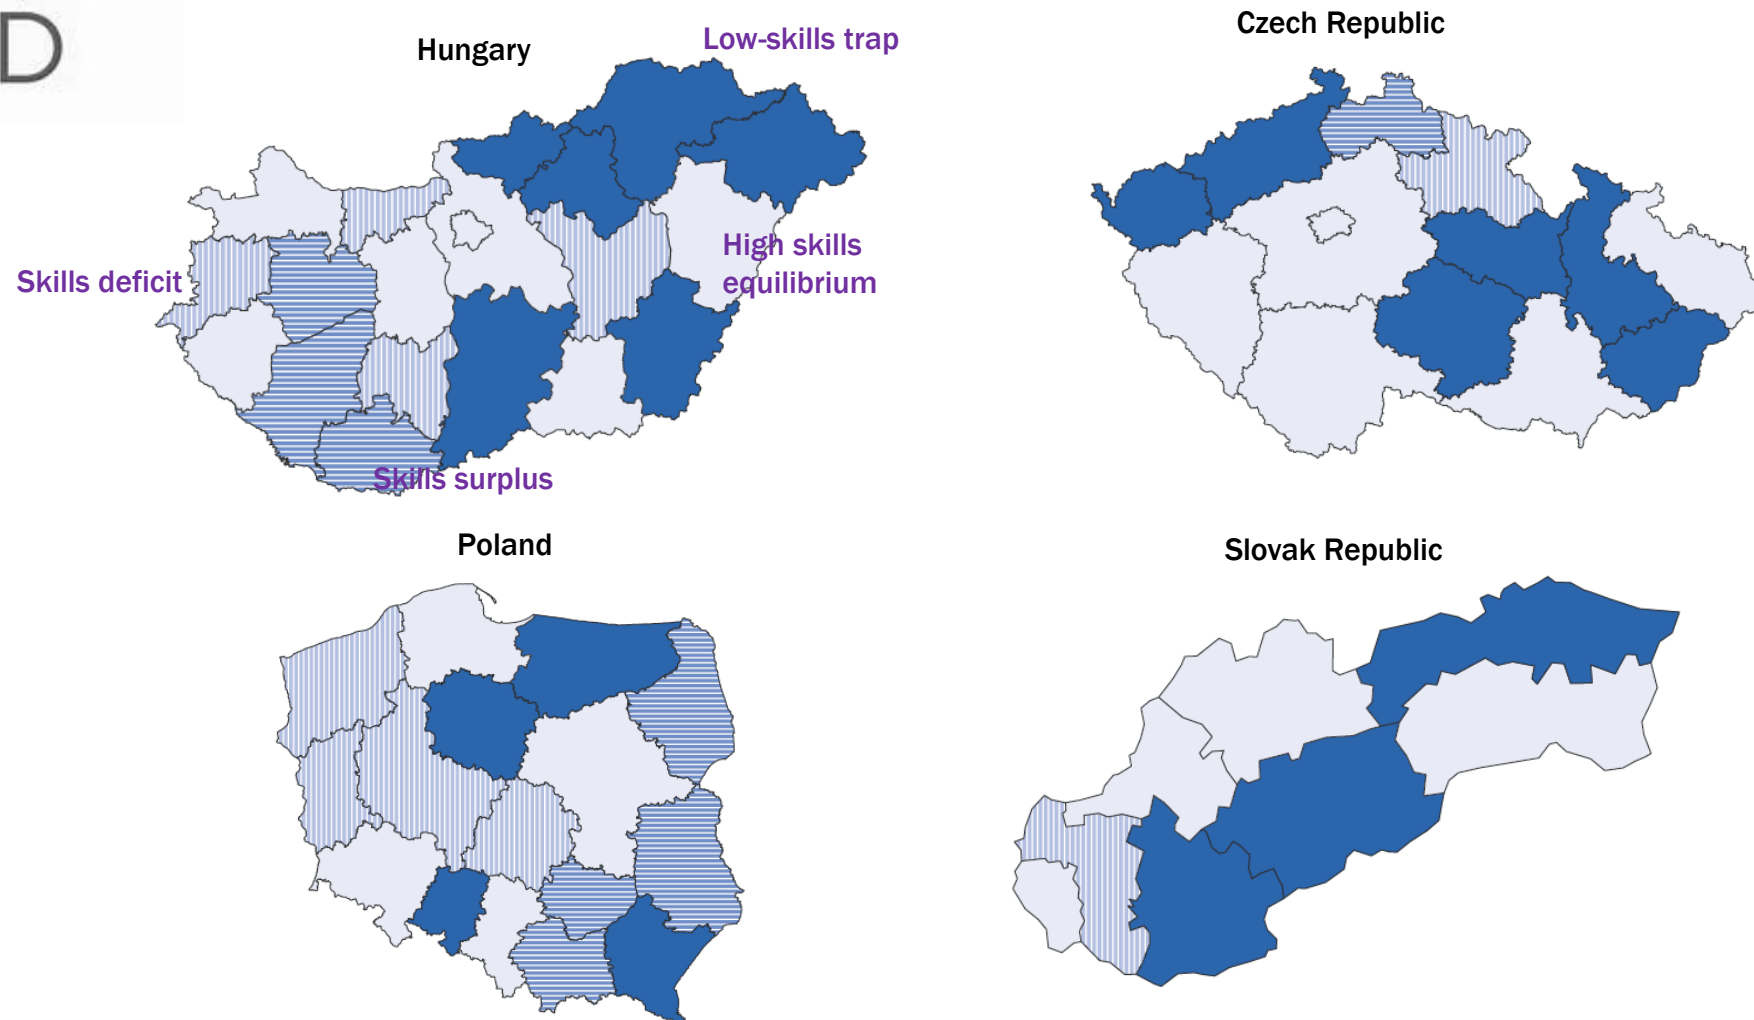 D
Hungary
Low-skills trap
Czech Republic
High skills
equilibrium
Skills deficit
Skills surplus
Poland
Slovak Republic